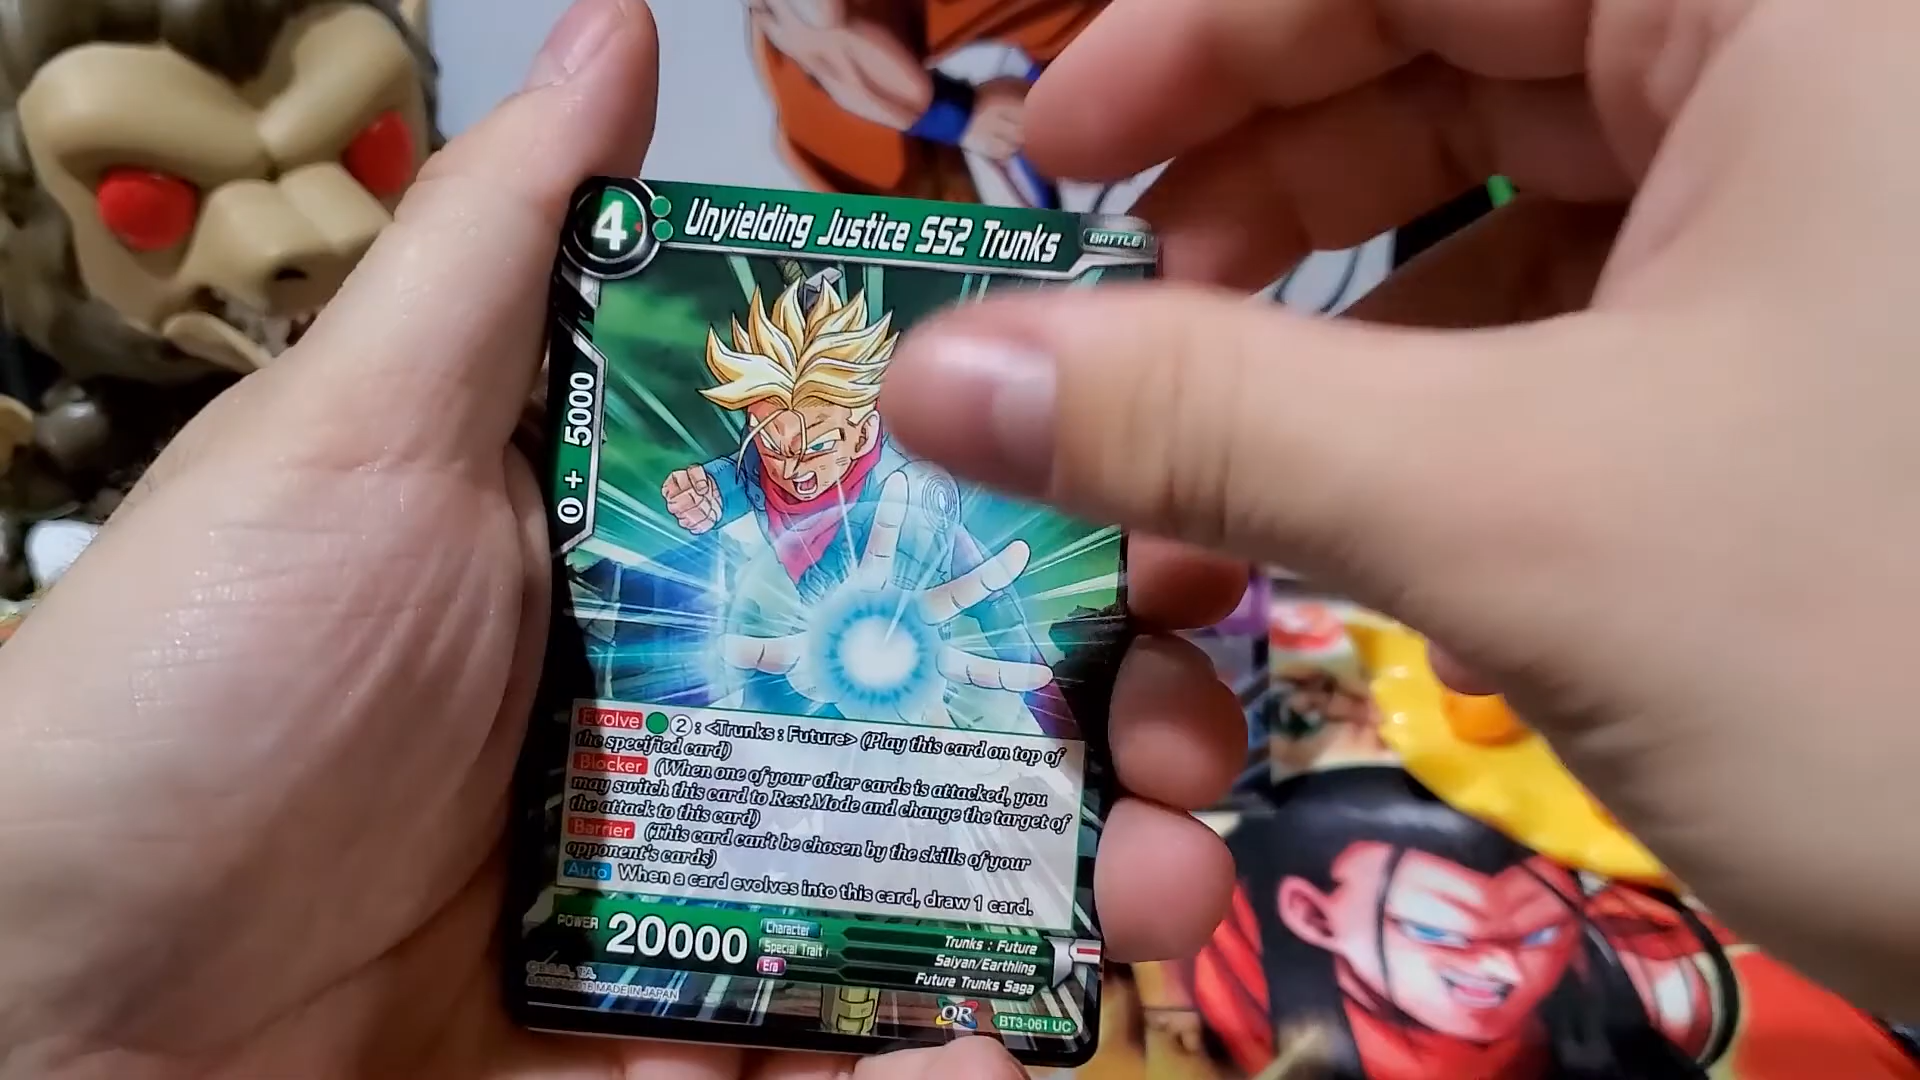 4
Unyielding Justice SS2 Trunks
BATTLE
0 + 5000
Evolve 2 : <Trunks : Future> (Play this card on top of
the specified card)
Blocker (When one of your other cards is attacked, you
may switch this card to Rest Mode and change the target of
the attack to this card)
Barrier (This card can't be chosen by the skills of your
opponent's cards)
Auto When a card evolves into this card, draw 1 card.
POWER 20000
Character Trunks : Future
Special Trait Saiyan/Earthling
Era Future Trunks Saga
MADE IN JAPAN
OR
BT3-061 UC